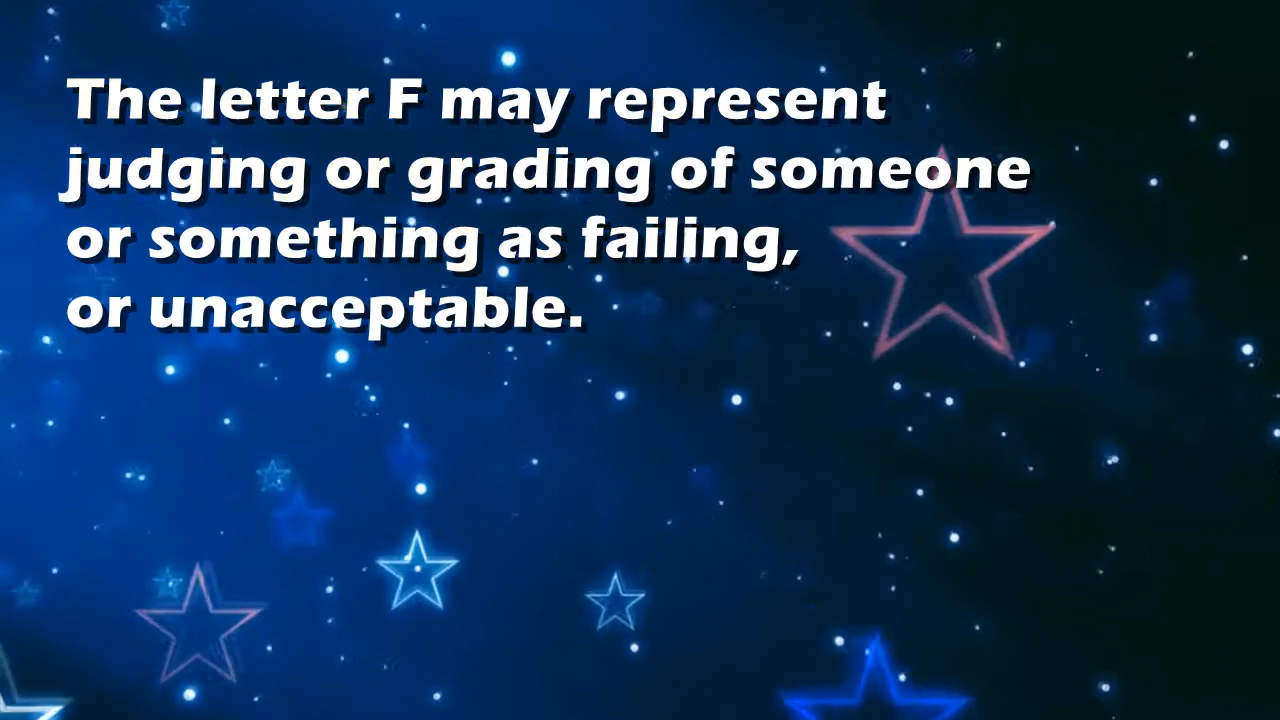 The letter F may represent
judging or grading of someone
or something as failing,
or unacceptable.